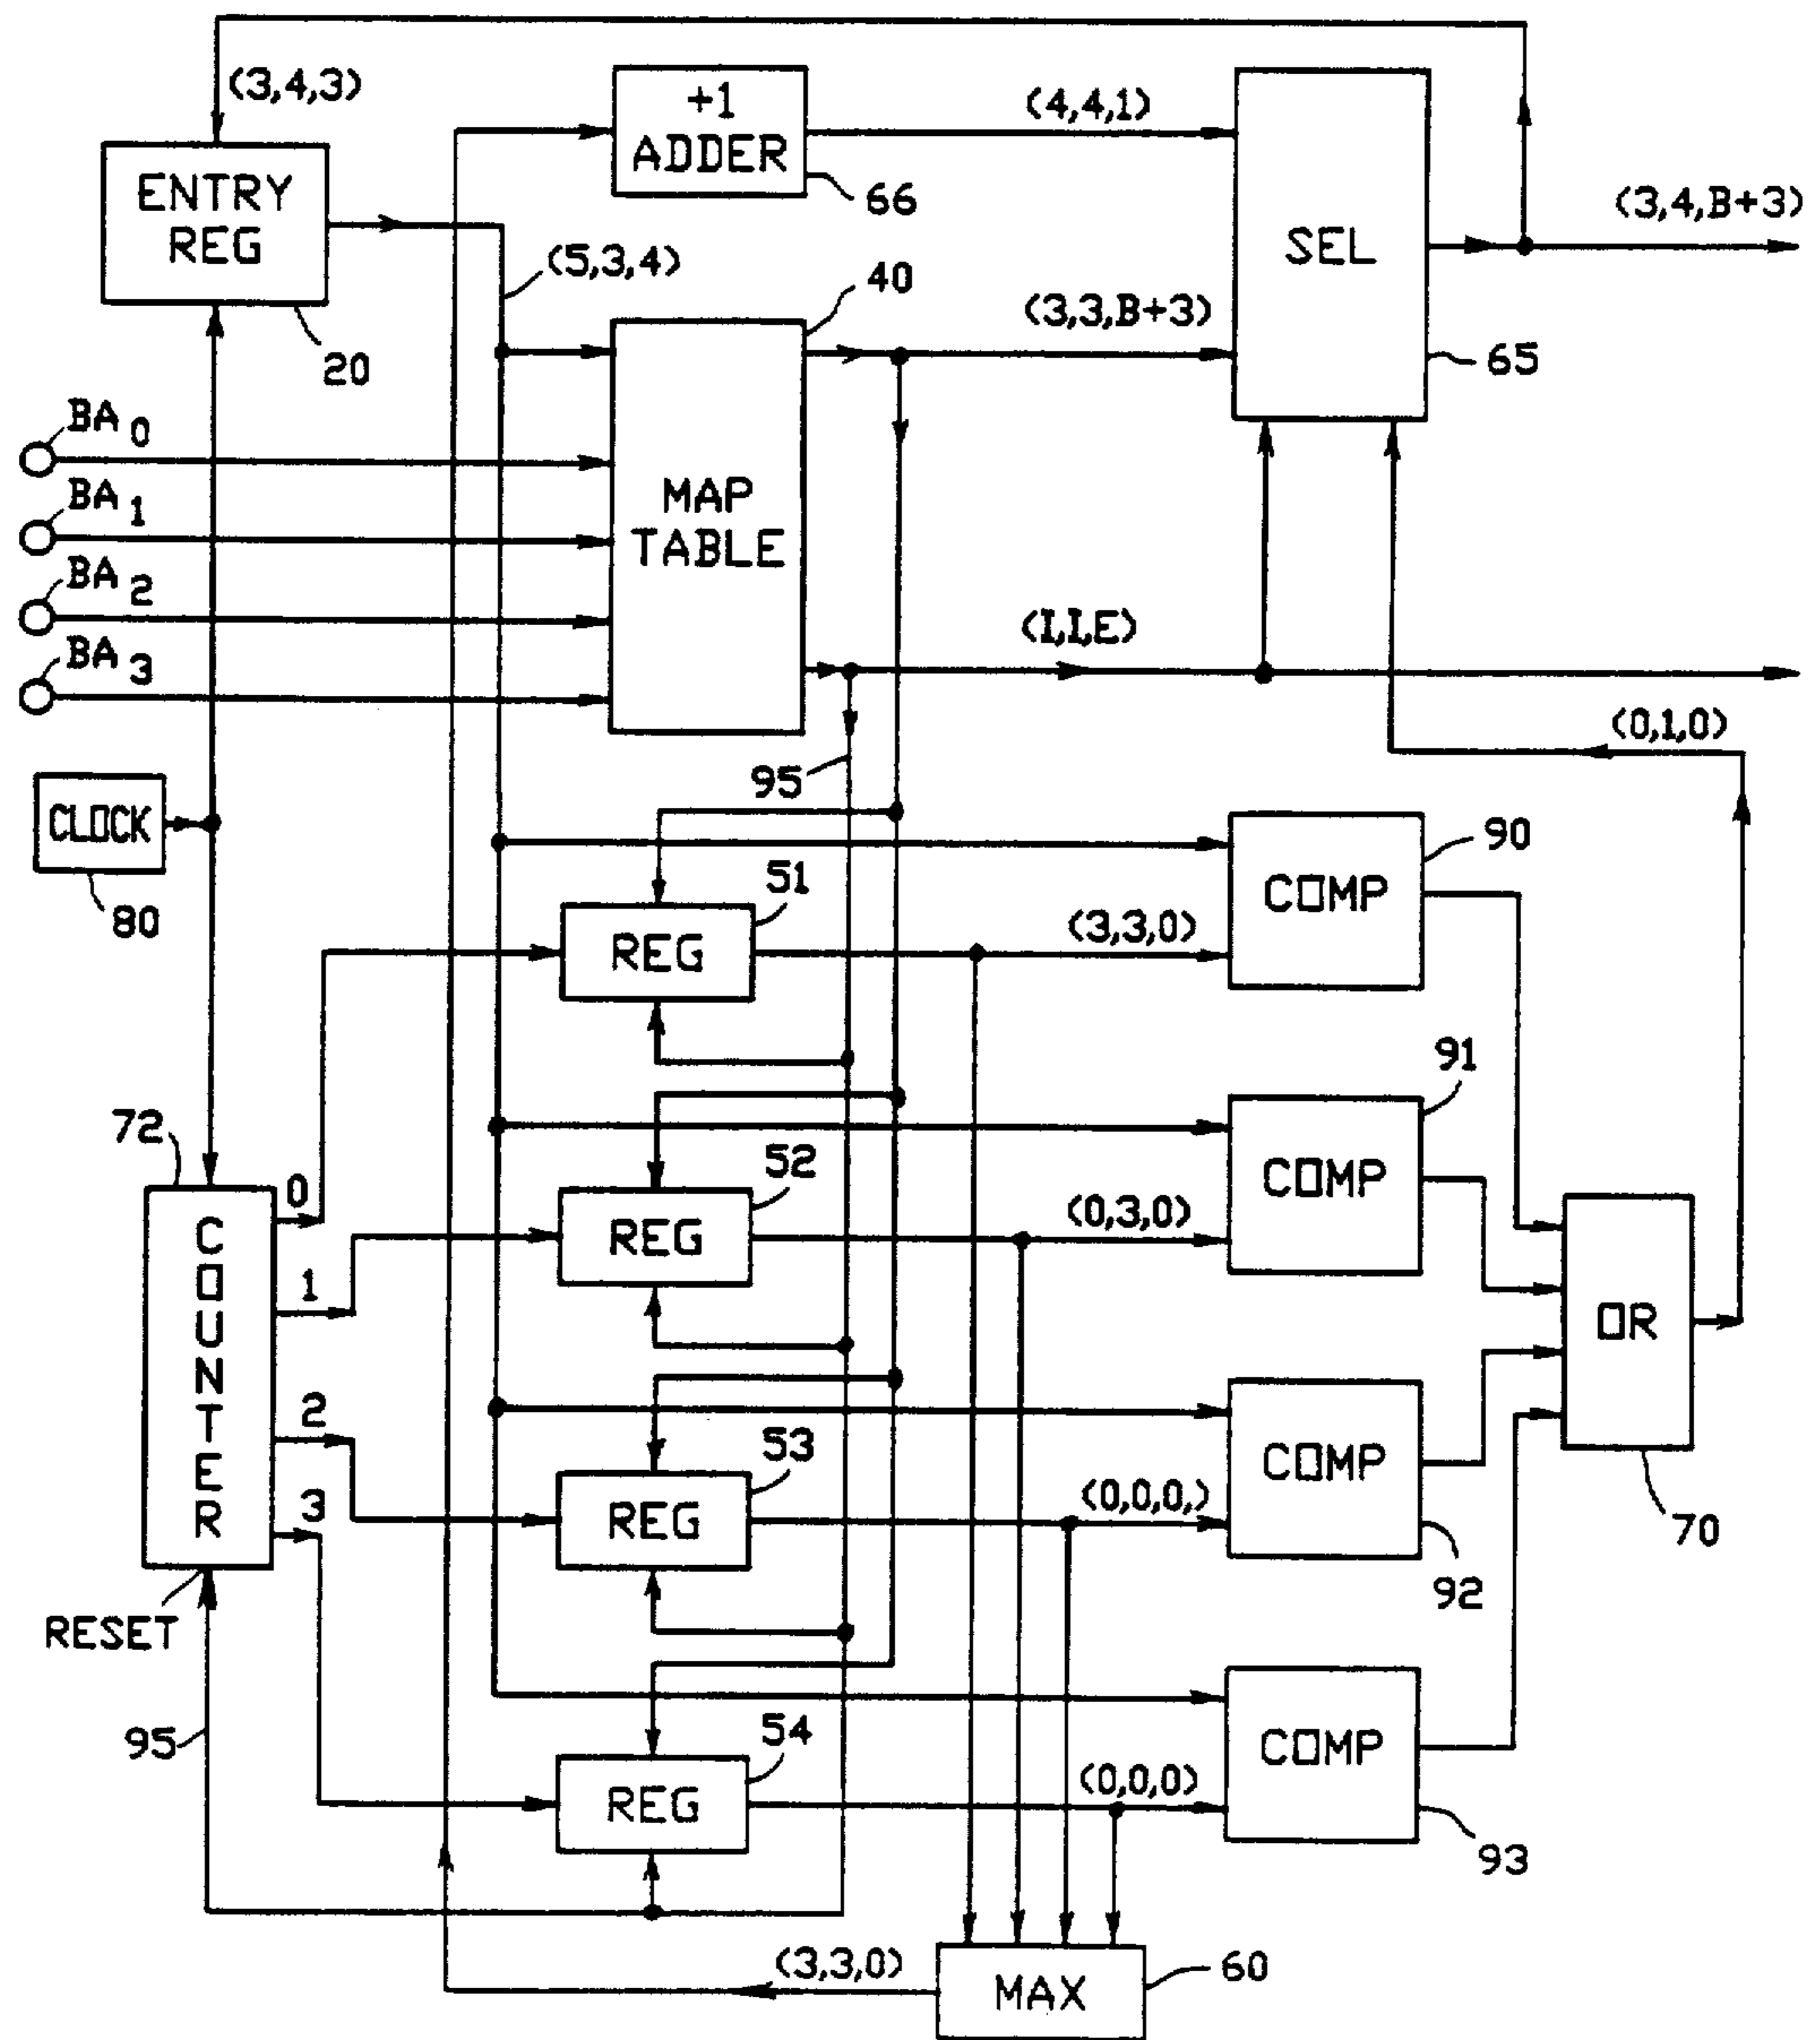 (3,4,3)
+1
ADDER
66
(4,4,1)
SEL
65
(3,4,B+3)
ENTRY
REG
20
(5,3,4)
40
(3,3,B+3)
BA 0
BA 1
BA 2
BA 3
MAP
TABLE
(I,I,E)
(0,1,0)
95
CLOCK
80
51
REG
(3,3,0)
COMP
90
72
COUNTER
0
1
2
3
RESET
95
52
REG
(0,3,0)
COMP
91
53
REG
(0,0,0,)
COMP
92
OR
70
54
REG
(0,0,0)
COMP
93
(3,3,0)
MAX
60